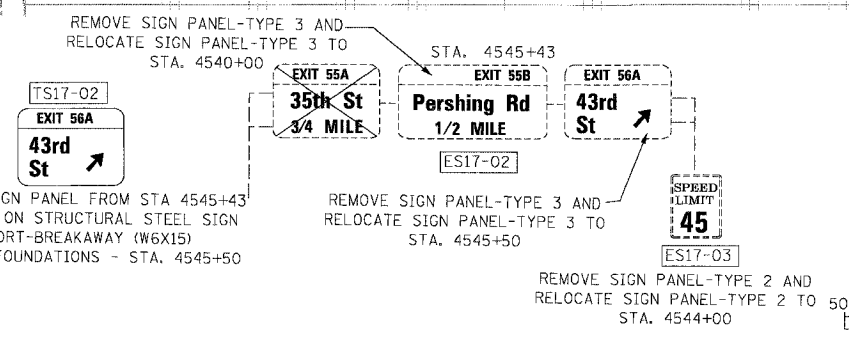 REMOVE SIGN PANEL-TYPE 3 AND
RELOCATE SIGN PANEL-TYPE 3 TO
STA. 4540+00
STA. 4545+43
TS17-02
EXIT 56A
43rd
St
EXIT 55A
35th St
3/4 MILE
EXIT 55B
Pershing Rd
1/2 MILE
EXIT 56A
43rd
St
ES17-02
GN PANEL FROM STA 4545+43
ON STRUCTURAL STEEL SIGN
ORT-BREAKAWAY (W6X15)
FOUNDATIONS - STA. 4545+50
REMOVE SIGN PANEL-TYPE 3 AND
RELOCATE SIGN PANEL-TYPE 3 TO
STA. 4545+50
SPEED
LIMIT
45
ES17-03
REMOVE SIGN PANEL-TYPE 2 AND
RELOCATE SIGN PANEL-TYPE 2 TO
STA. 4544+00
50